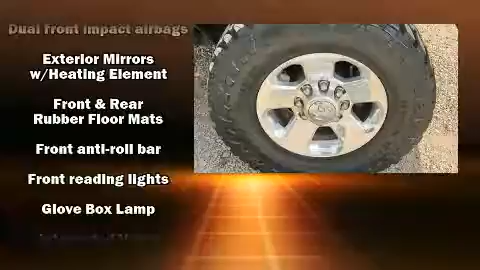 Dual front impact airbags
Exterior Mirrors
w/Heating Element
Front & Rear
Rubber Floor Mats
Front anti-roll bar
Front reading lights
Glove Box Lamp